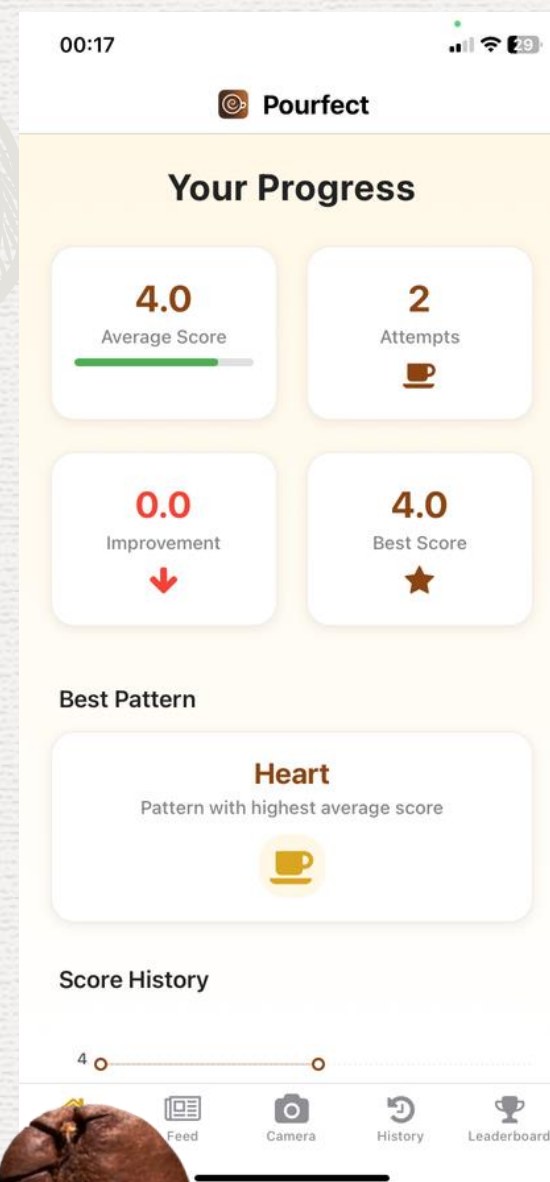 00:17
29
Pourfect
Your Progress
4.0
Average Score
2
Attempts
0.0
Improvement
4.0
Best Score
Best Pattern
Heart
Pattern with highest average score
Score History
4
Feed
Camera
History
Leaderboard